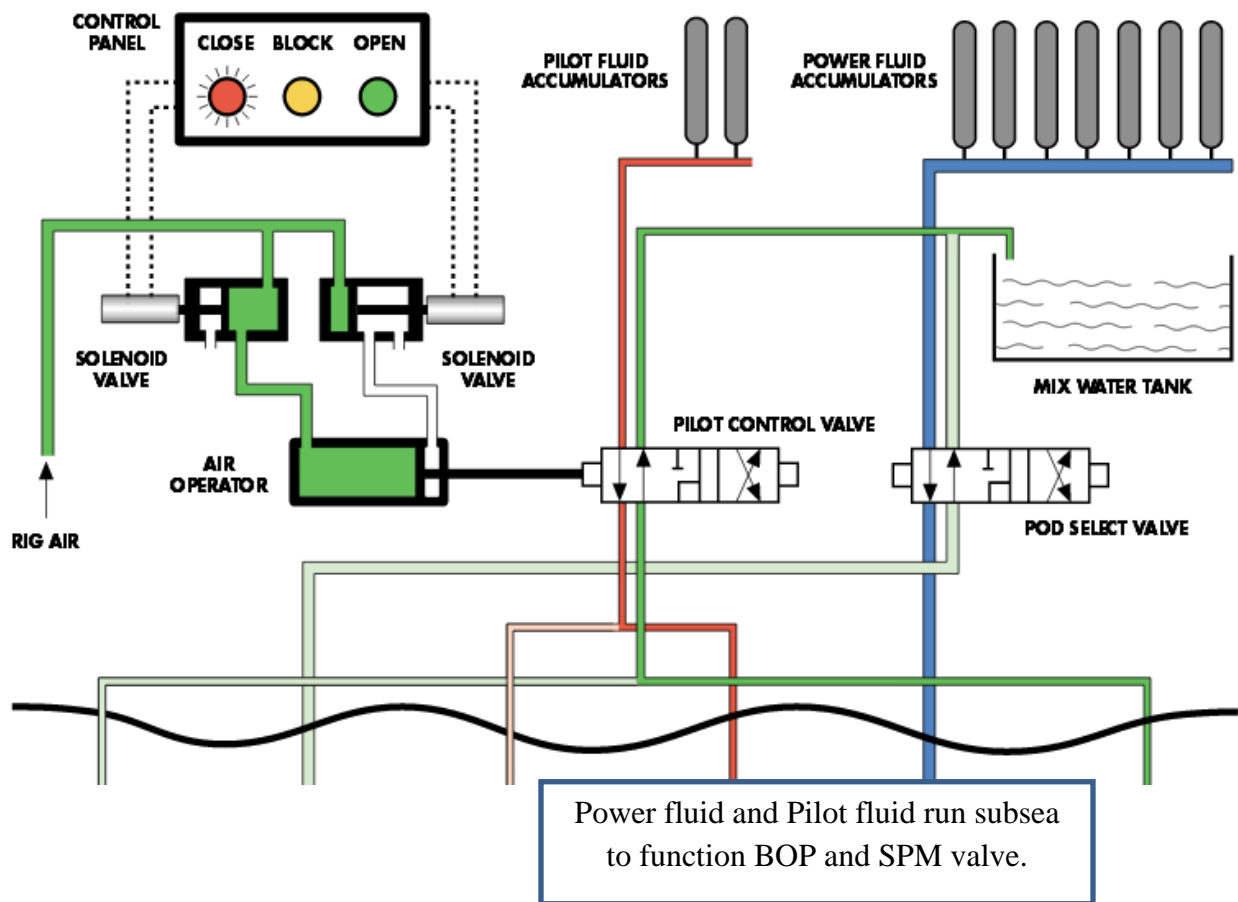 CONTROL
PANEL
CLOSE BLOCK OPEN
PILOT FLUID
ACCUMULATORS
POWER FLUID
ACCUMULATORS
SOLENOID
VALVE
SOLENOID
VALVE
MIX WATER TANK
PILOT CONTROL VALVE
AIR
OPERATOR
RIG AIR
POD SELECT VALVE
Power fluid and Pilot fluid run subsea
to function BOP and SPM valve.